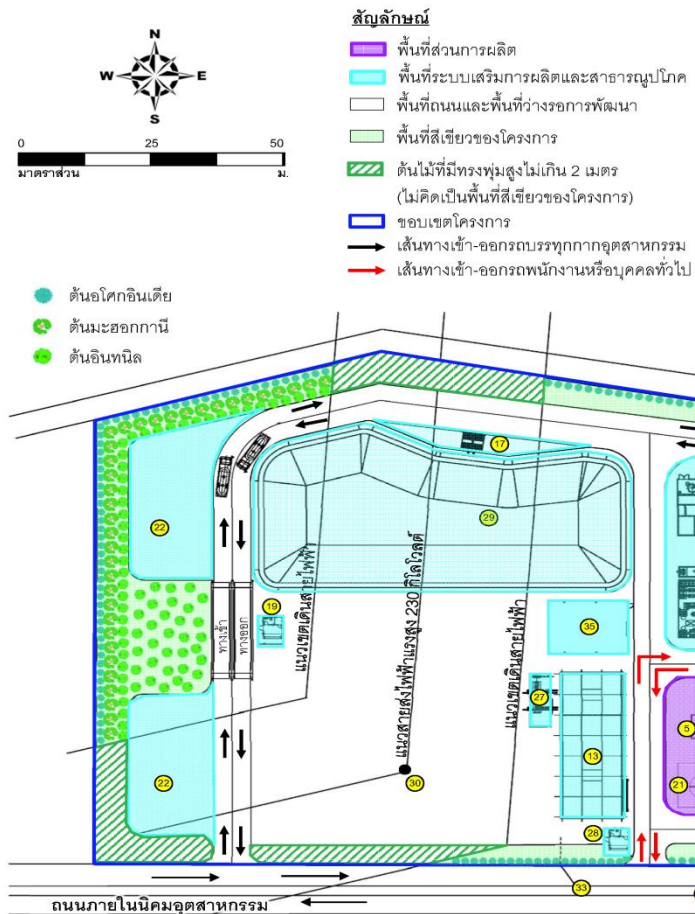 สัญลักษณ์
พื้นที่ส่วนการผลิต
พื้นที่ระบบเสริมการผลิตและสาธารณูปโภค
พื้นที่ถนนและพื้นที่ว่างรอการพัฒนา
พื้นที่สีเขียวของโครงการ
ต้นไม้ที่มีทรงพุ่มสูงไม่เกิน 2 เมตร
(ไม่คิดเป็นพื้นที่สีเขียวของโครงการ)
ขอบเขตโครงการ
เส้นทางเข้า-ออกรถบรรทุกกากอุตสาหกรรม
เส้นทางเข้า-ออกรถพนักงานหรือบุคคลทั่วไป
N
W E
S
0 25 50
มาตราส่วน ม.
ต้นอโศกอินเดีย
ต้นมะฮอกกานี
ต้นอินทนิล
17
29
22
19
ทางเข้า
ทางออก
แนวเขตเดินสายไฟฟ้า
แนวสายส่งไฟฟ้าแรงสูง 230 กิโลโวลต์
แนวเขตเดินสายไฟฟ้า
35
27
13
5
21
22
30
28
33
ถนนภายในนิคมอุตสาหกรรม